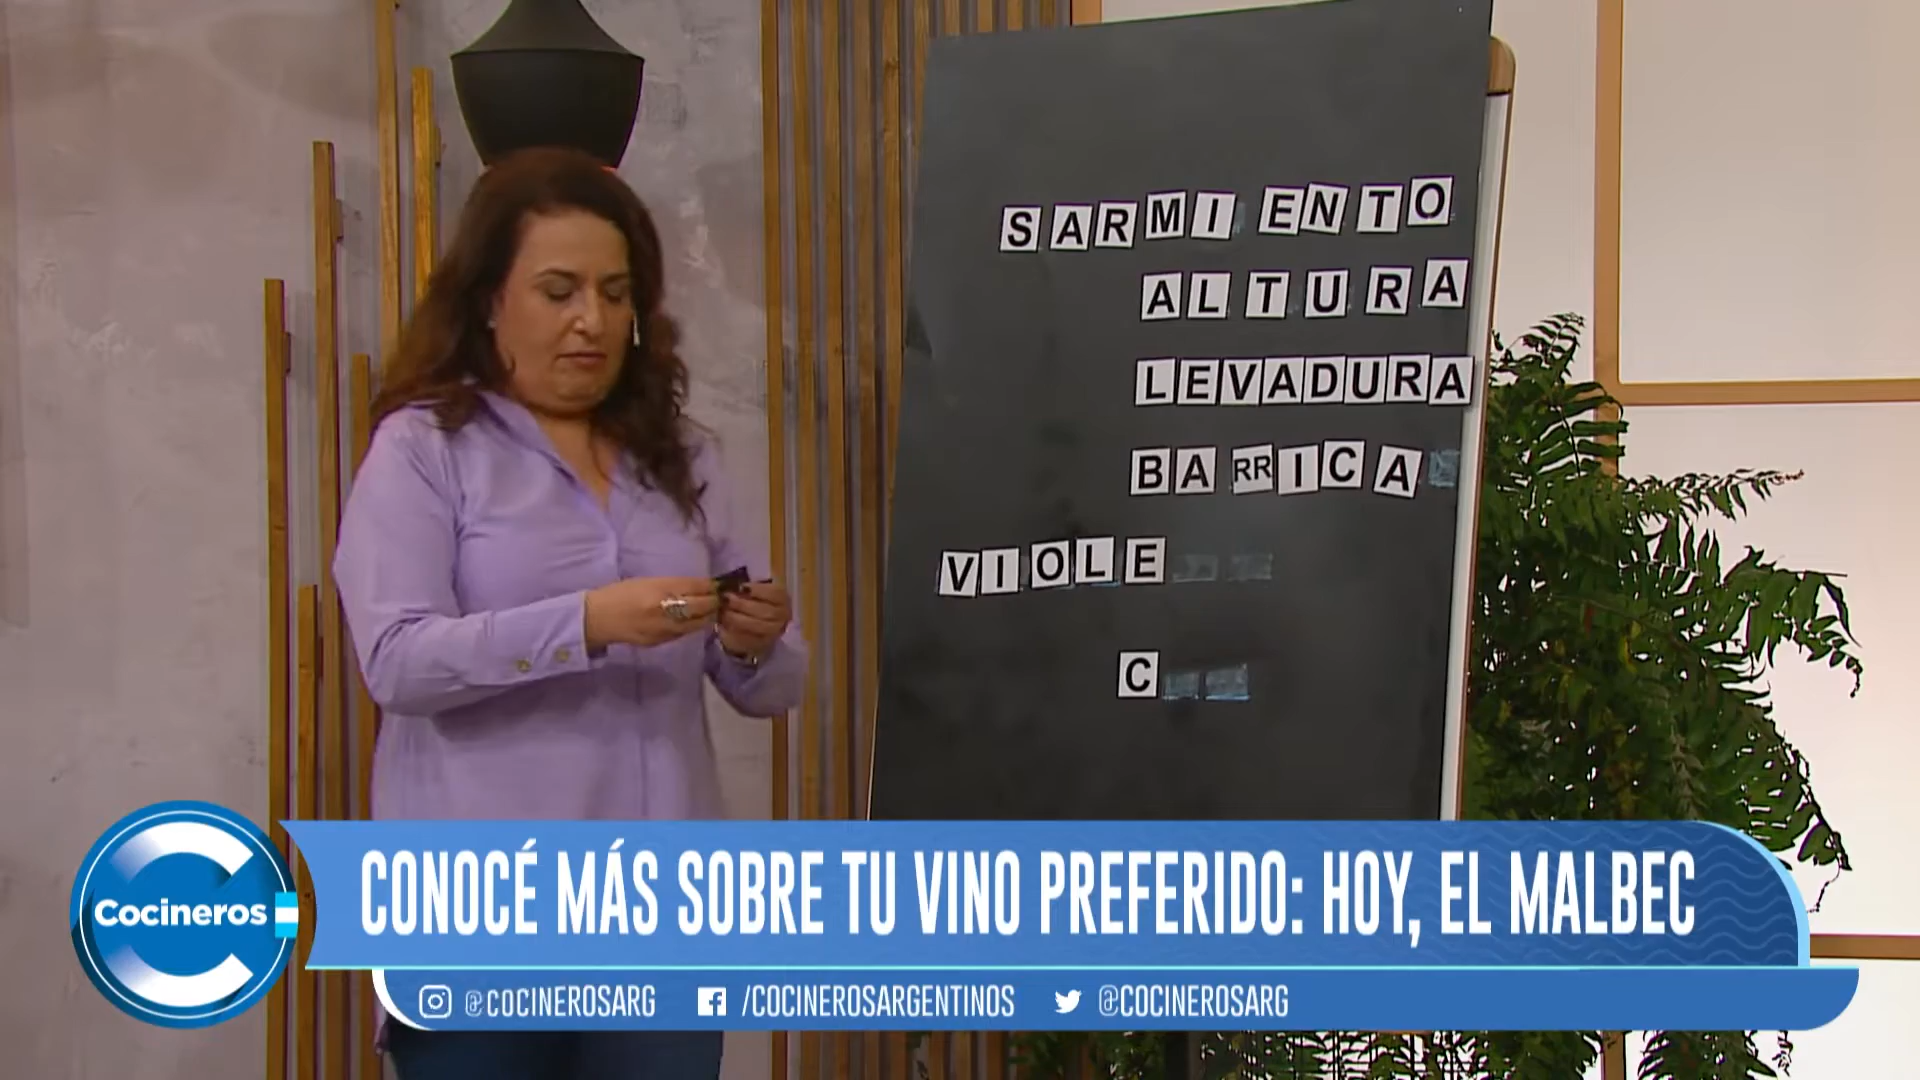 SARMIENTO
ALTURA
LEVADURA
BARRICA
VIOLE
C
Cocineros
CONOCÉ MÁS SOBRE TU VINO PREFERIDO: HOY, EL MALBEC
@COCINEROSARG /COCINEROSARGENTINOS @COCINEROSARG